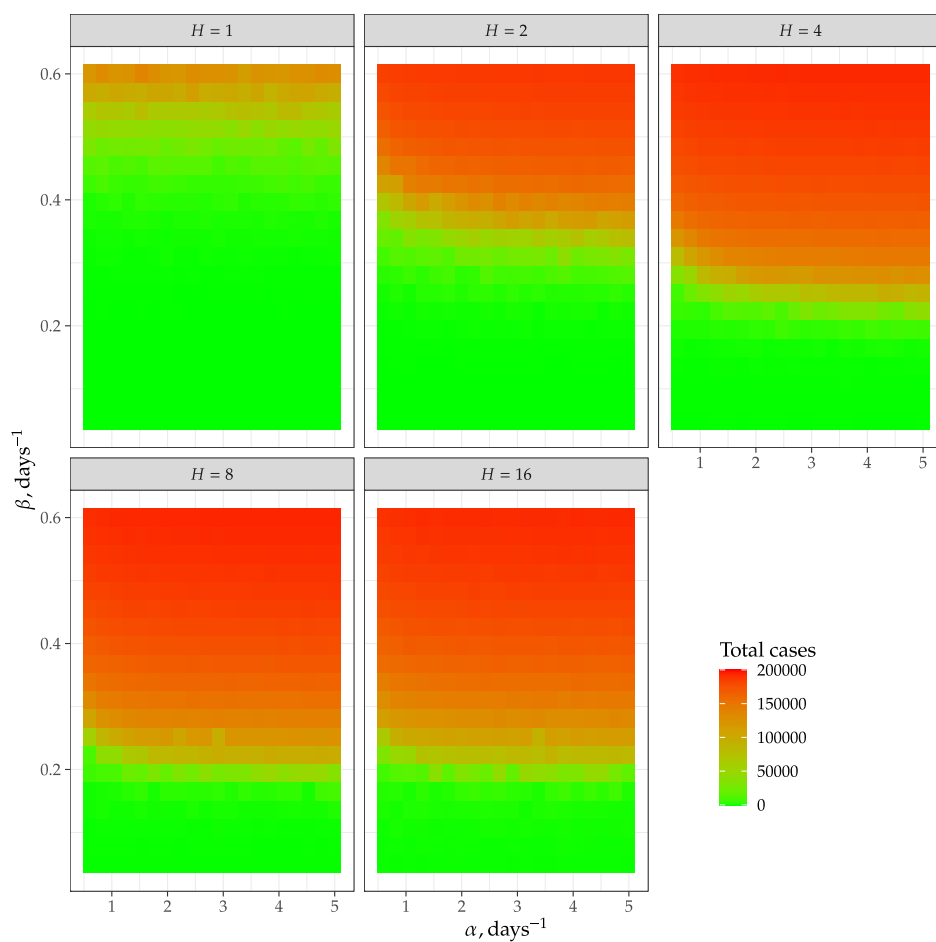 H = 1
H = 2
H = 4
0.6
0.4
0.2
1 2 3 4 5
H = 8
H = 16
0.6
0.4
0.2
1 2 3 4 5
1 2 3 4 5
β, days⁻¹
α, days⁻¹
Total cases
200000
150000
100000
50000
0